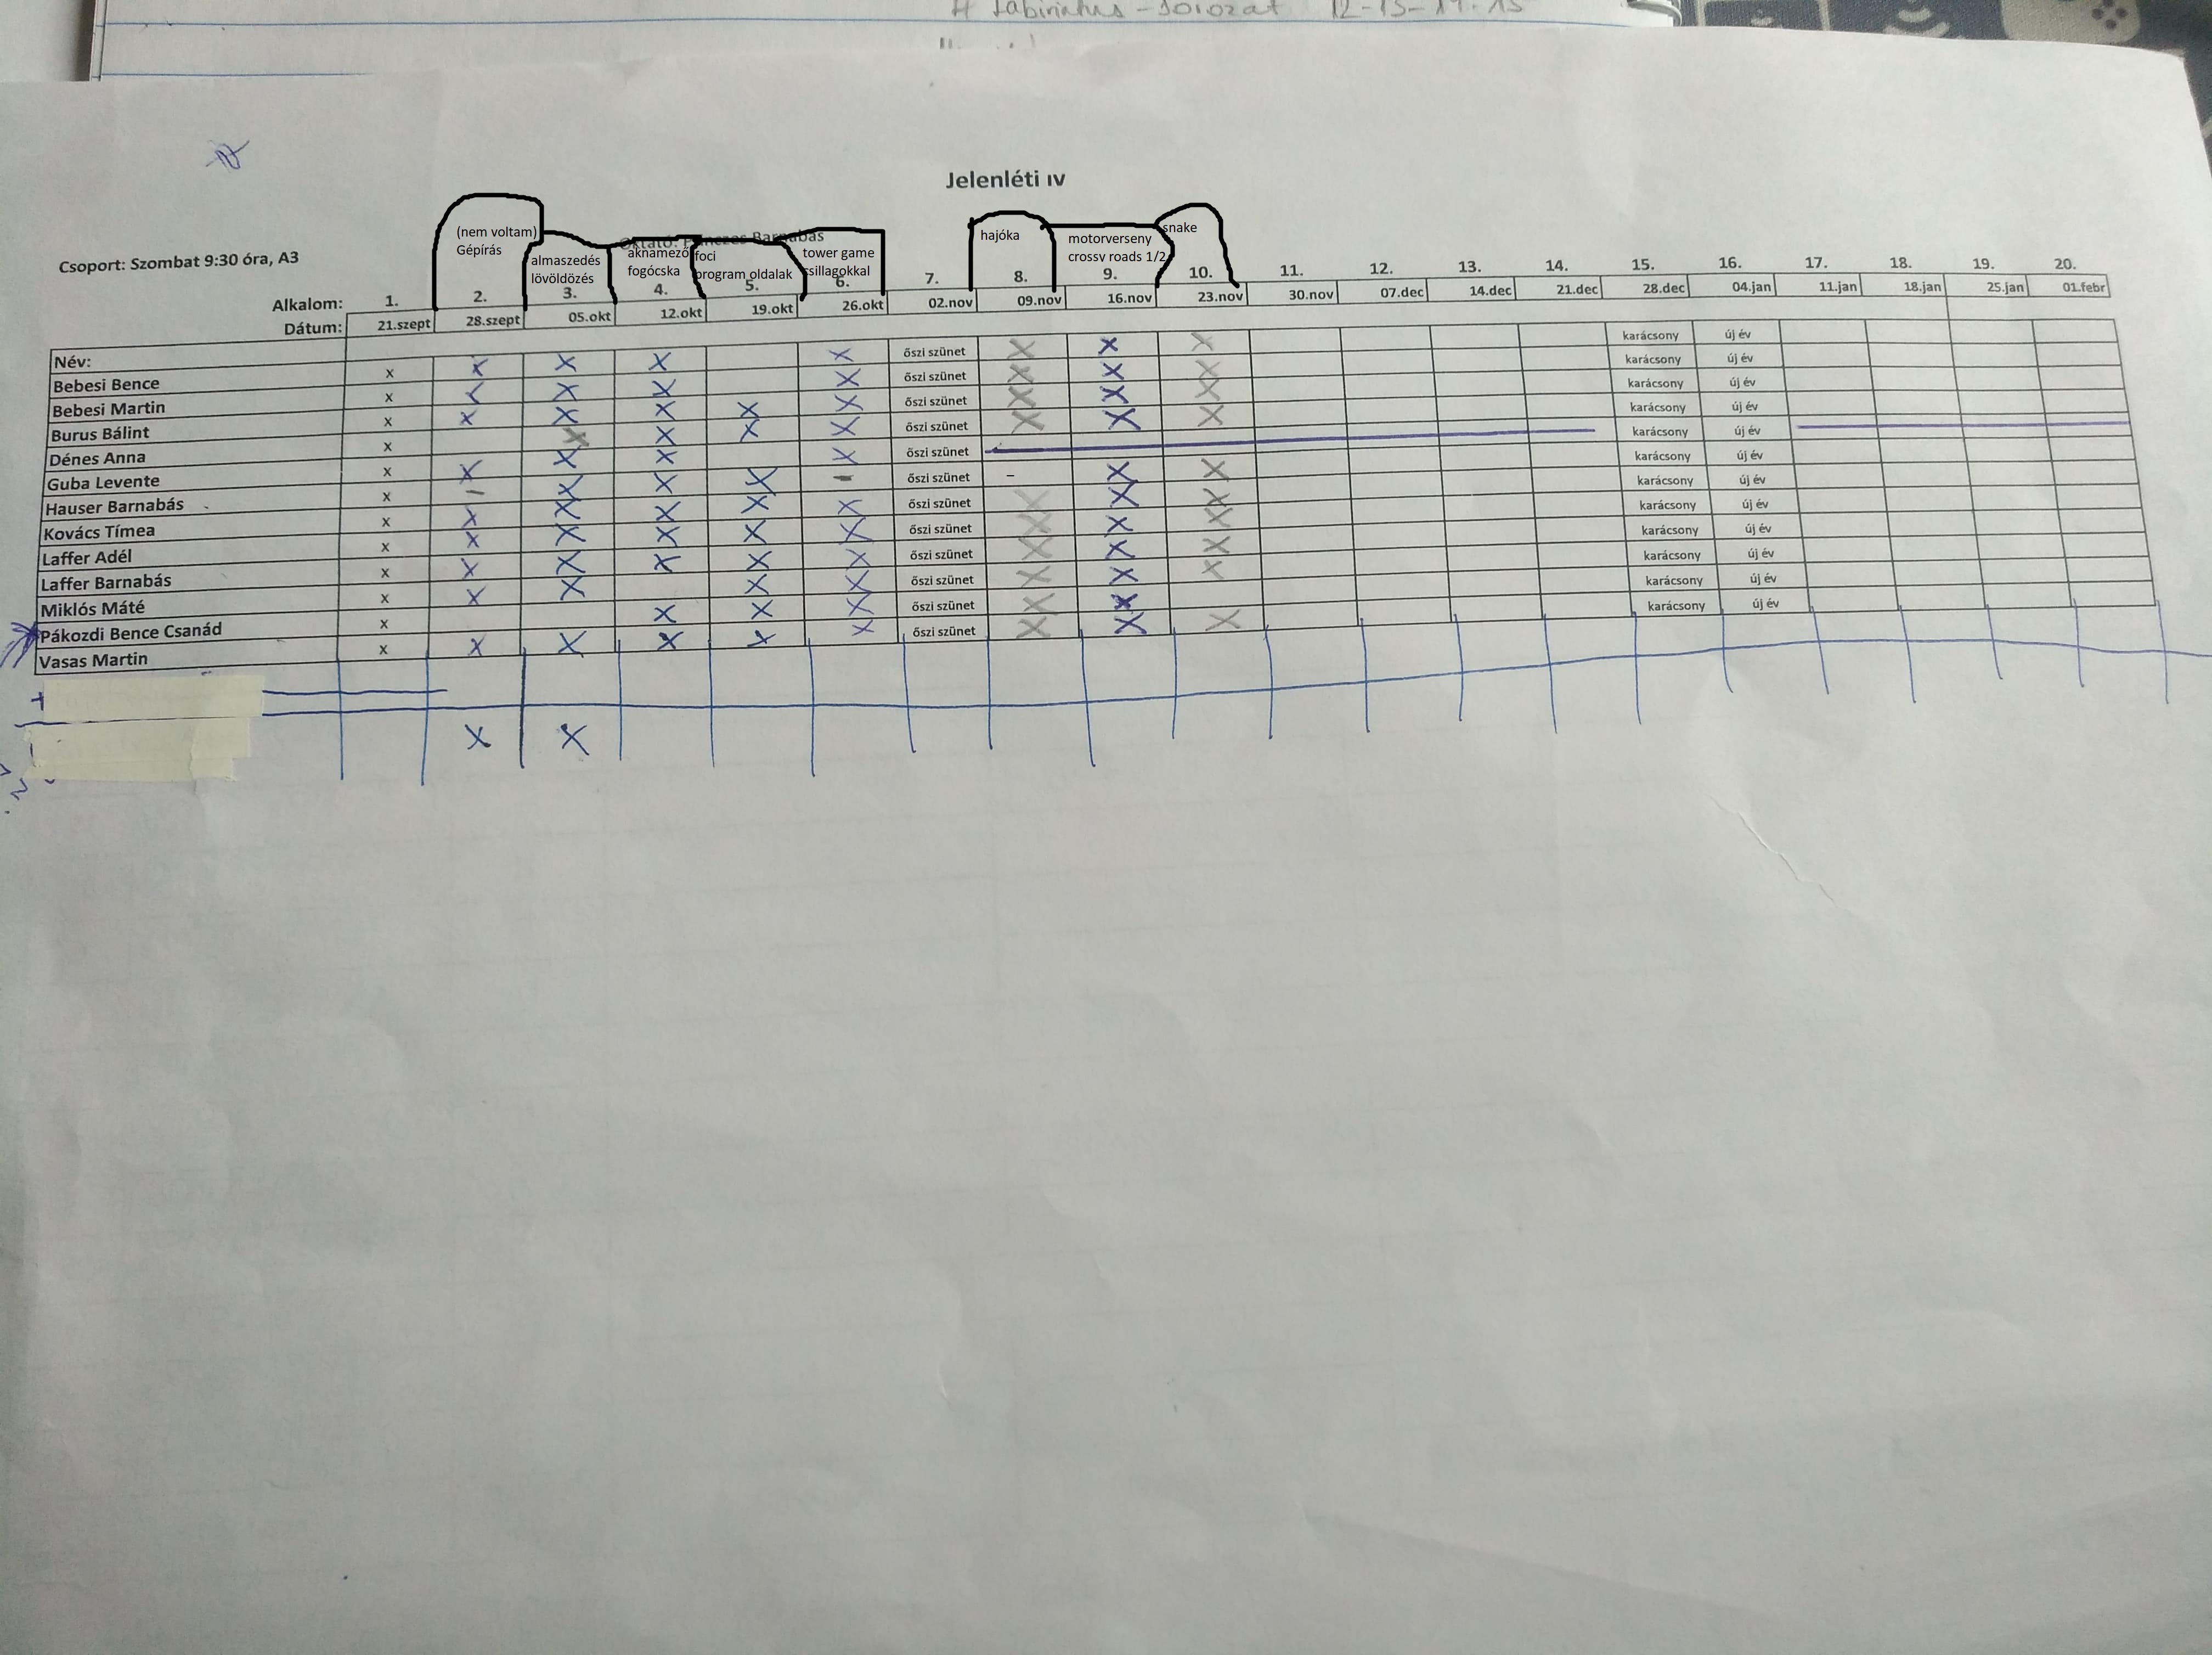 A Labirintus - sorozat 12-13-14-15
Jelenléti ív
Csoport: Szombat 9:30 óra, A3
(nem voltam)
Gépírás
almaszedés
lövöldözés
aknamező
fogócska
foci
program oldalak
tower game
csillagokkal
hajóka
motorverseny
crossy roads 1/2
snake
Alkalom: 1. 2. 3. 4. 5. 6. 7. 8. 9. 10. 11. 12. 13. 14. 15. 16. 17. 18. 19. 20.
Dátum: 21.szept 28.szept 05.okt 12.okt 19.okt 26.okt 02.nov 09.nov 16.nov 23.nov 30.nov 07.dec 14.dec 21.dec 28.dec 04.jan 11.jan 18.jan 25.jan 01.febr
Név:
Bebesi Bence x x x x x őszi szünet x x x karácsony új év
Bebesi Martin x x x x x őszi szünet x x x karácsony új év
Burus Bálint x x x x x x őszi szünet x x x karácsony új év
Dénes Anna x x x x x őszi szünet x x x karácsony új év
Guba Levente x x x x x őszi szünet karácsony új év
Hauser Barnabás x - x x x - őszi szünet - x x karácsony új év
Kovács Tímea x x x x x x őszi szünet x x x karácsony új év
Laffer Adél x x x x x x őszi szünet x x x karácsony új év
Laffer Barnabás x x x x x x őszi szünet x x x karácsony új év
Miklós Máté x x x x x őszi szünet x x x karácsony új év
Pákozdi Bence Csanád x x x x őszi szünet x x karácsony új év
Vasas Martin x x x x x x őszi szünet x x x karácsony új év
+
x x